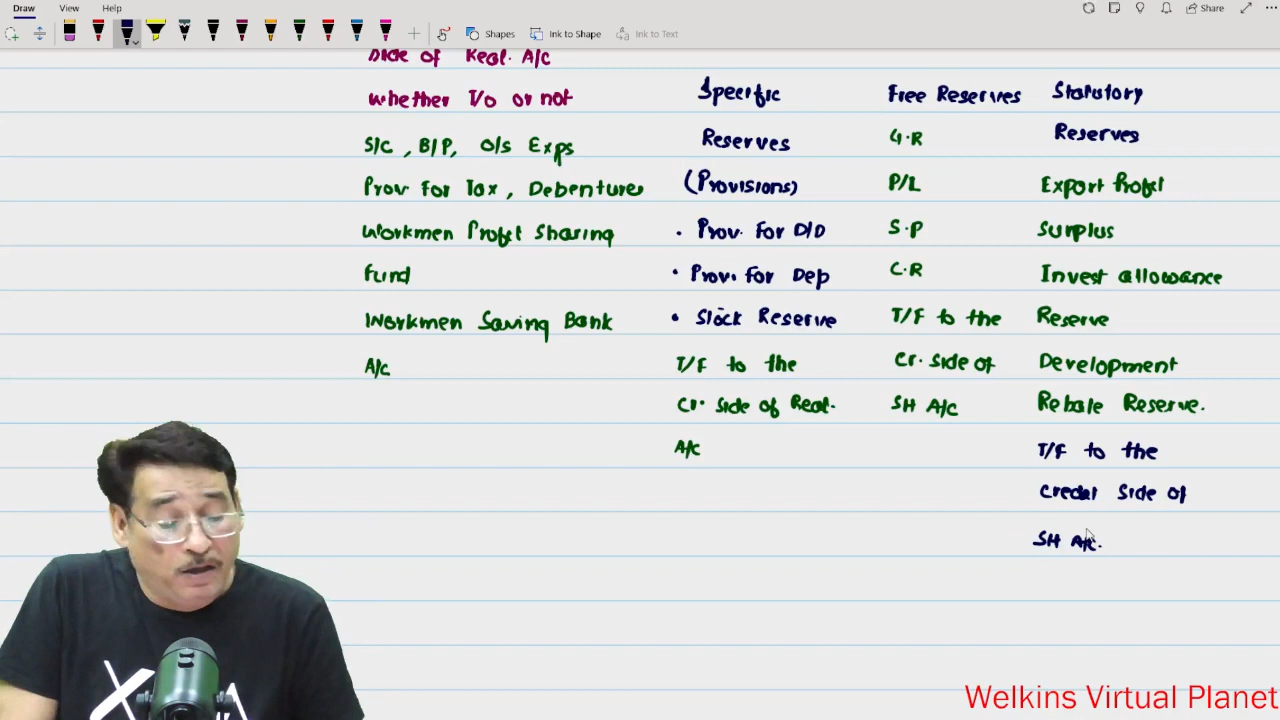 Draw View Help
Share
Shapes Ink to Shape Ink to Text
Side of Real. A/C
Whether T/o or not
S/C , B/P, O/s Exps
Prov For Tax , Debentures
Workmen Profit Sharing
Fund
Workmen Saving Bank
A/C
Specific
Reserves
(Provisions)
• Prov. For D/D
• Prov. For Dep
• Stock Reserve
T/F to the
Cr. Side of Real.
A/C
Free Reserves
G.R
P/L
S.P
C.R
T/F to the
Cr. Side of
SH A/C
Statutory
Reserves
Export Profit
Surplus
Invest allowance
Reserve
Development
Rebate Reserve.
T/F to the
Credit Side of
SH A/c.
Welkins Virtual Planet